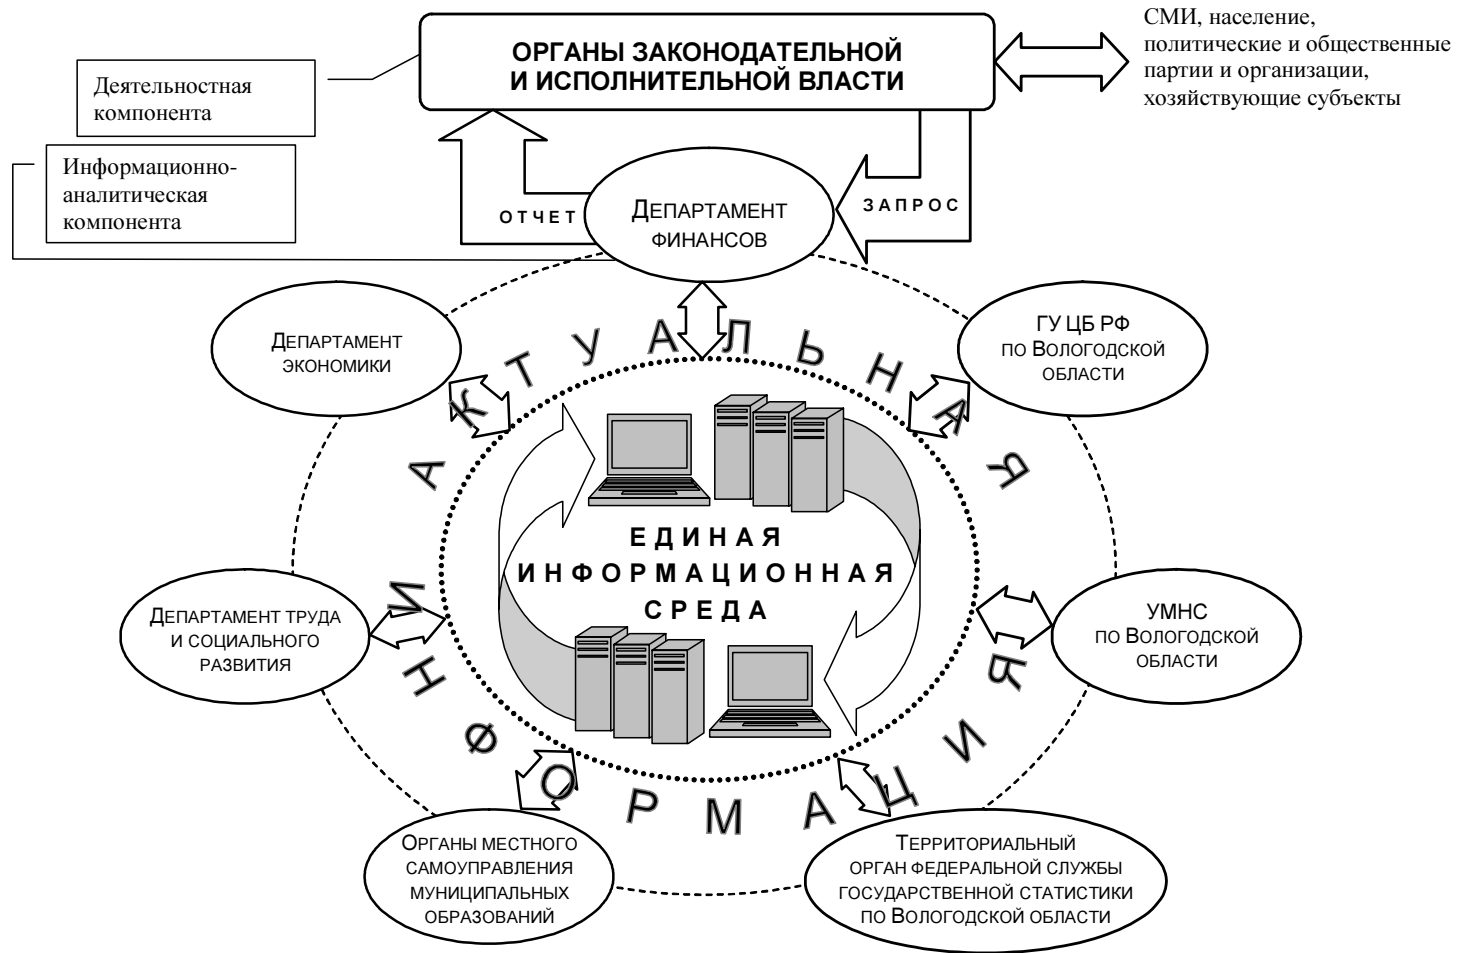 СМИ, население,
политические и общественные
партии и организации,
хозяйствующие субъекты
ОРГАНЫ ЗАКОНОДАТЕЛЬНОЙ
И ИСПОЛНИТЕЛЬНОЙ ВЛАСТИ
Деятельностная
компонента
Информационно-
аналитическая
компонента
ОТЧЕТ
ДЕПАРТАМЕНТ
ФИНАНСОВ
ЗАПРОС
ДЕПАРТАМЕНТ
ЭКОНОМИКИ
ГУ ЦБ РФ
ПО ВОЛОГОДСКОЙ
ОБЛАСТИ
АКТУАЛЬНАЯ
ИНФОРМАЦИЯ
ЕДИНАЯ
ИНФОРМАЦИОННАЯ
СРЕДА
ДЕПАРТАМЕНТ ТРУДА
И СОЦИАЛЬНОГО
РАЗВИТИЯ
УМНС
ПО ВОЛОГОДСКОЙ
ОБЛАСТИ
ОРГАНЫ МЕСТНОГО
САМОУПРАВЛЕНИЯ
МУНИЦИПАЛЬНЫХ
ОБРАЗОВАНИЙ
ТЕРРИТОРИАЛЬНЫЙ
ОРГАН ФЕДЕРАЛЬНОЙ СЛУЖБЫ
ГОСУДАРСТВЕННОЙ СТАТИСТИКИ
ПО ВОЛОГОДСКОЙ ОБЛАСТИ